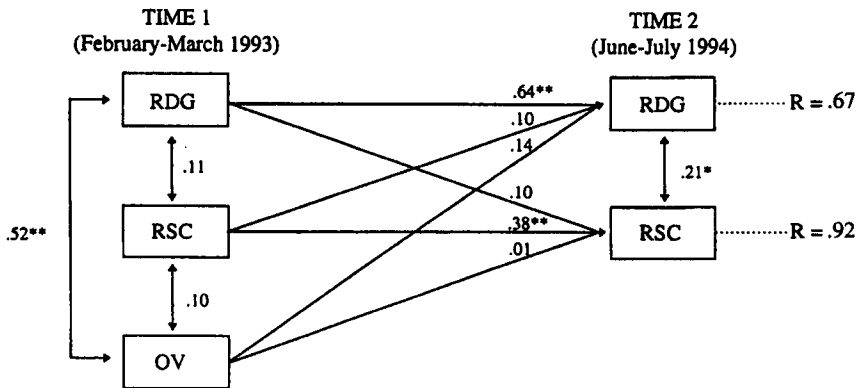 TIME 1
(February-March 1993)
TIME 2
(June-July 1994)
RDG
.64**
RDG
R = .67
.10
.14
.11
.21*
.10
.52**
RSC
.38**
RSC
R = .92
.01
.10
OV